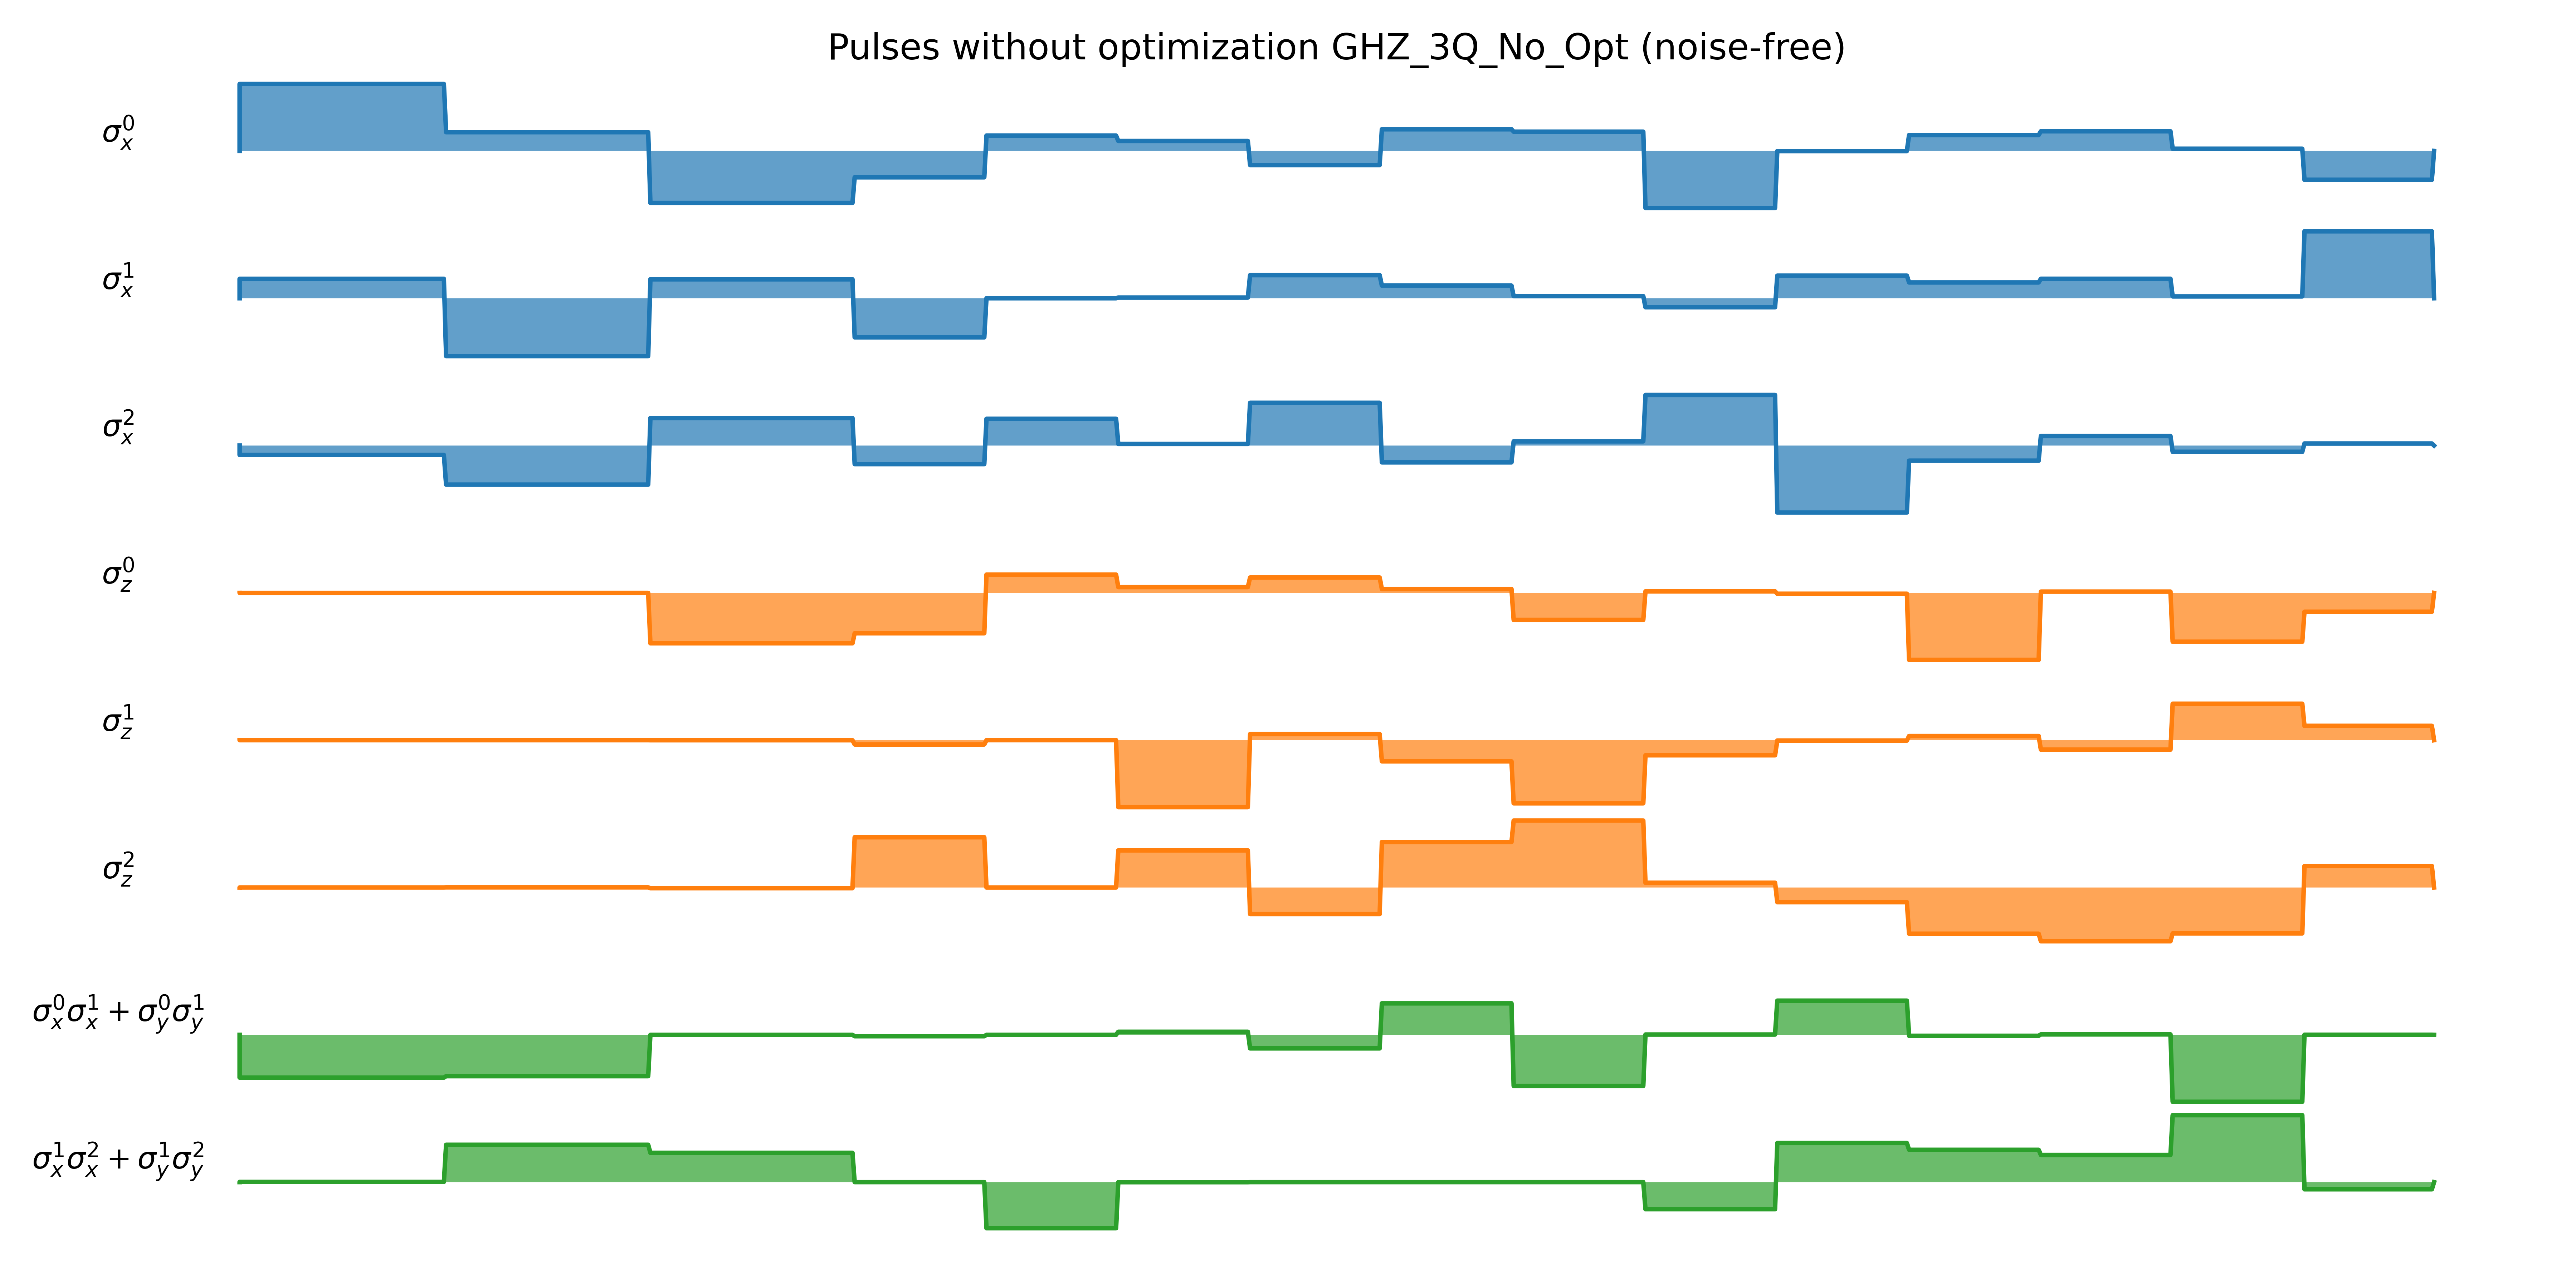 Pulses without optimization GHZ_3Q_No_Opt (noise-free)
σ_x^0
σ_x^1
σ_x^2
σ_z^0
σ_z^1
σ_z^2
σ_x^0σ_x^1 + σ_y^0σ_y^1
σ_x^1σ_x^2 + σ_y^1σ_y^2